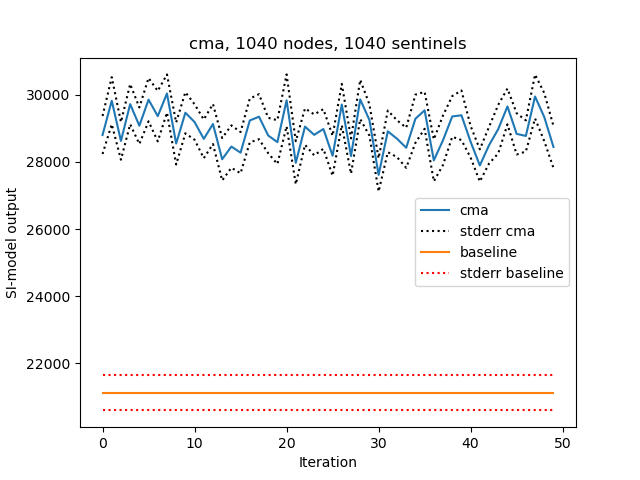 cma, 1040 nodes, 1040 sentinels
30000
28000
26000
24000
22000
SI-model output
cma
stderr cma
baseline
stderr baseline
0 10 20 30 40 50
Iteration